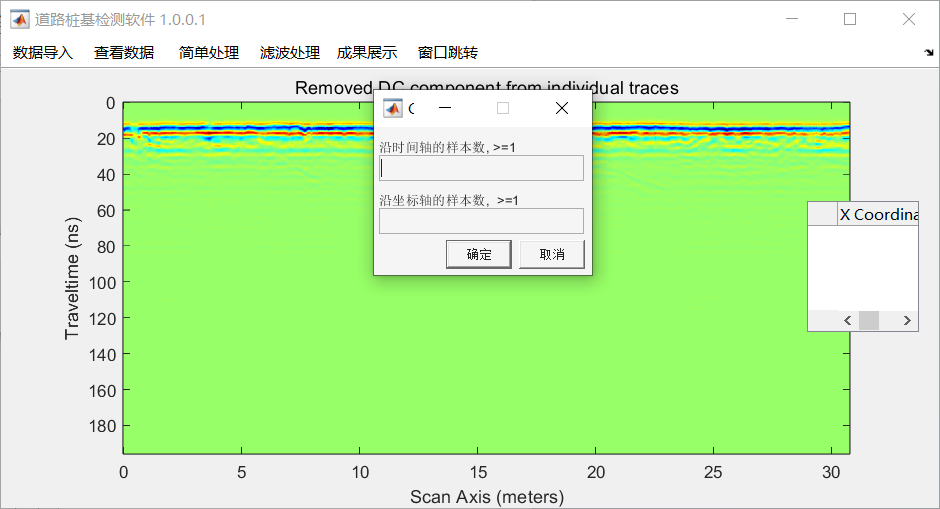 道路桩基检测软件 1.0.0.1
数据导入 查看数据 简单处理 滤波处理 成果展示 窗口跳转
Removed DC component from individual traces
沿时间轴的样本数, >=1
沿坐标轴的样本数, >=1
确定 取消
X Coordina
0
20
40
60
80
100
120
140
160
180
Traveltime (ns)
0 5 10 15 20 25 30
Scan Axis (meters)